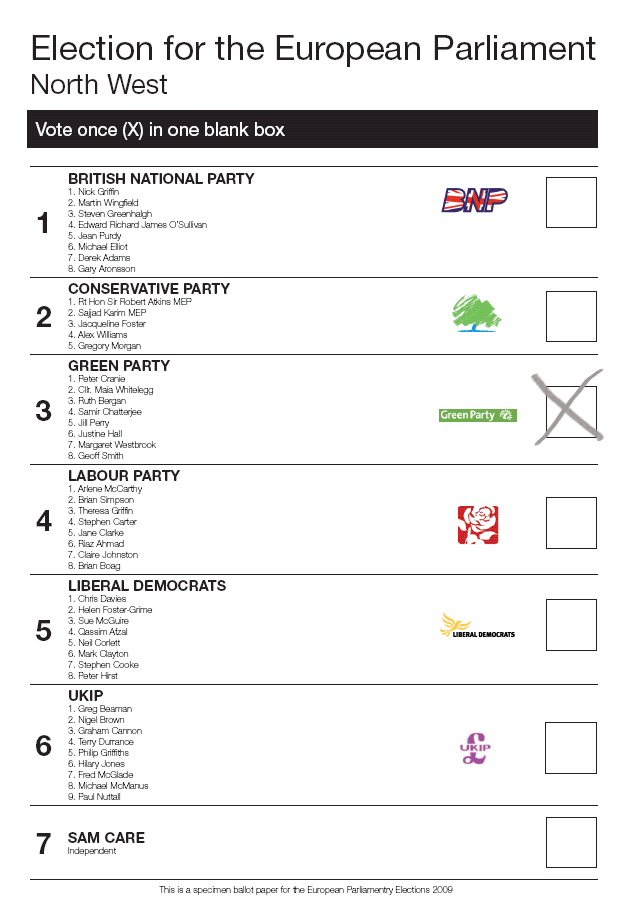 Election for the European Parliament
North West
Vote once (X) in one blank box
1
BRITISH NATIONAL PARTY
1. Nick Griffin
2. Martin Wingfield
3. Steven Greenhalgh
4. Edward Richard James O'Sullivan
5. Jean Purdy
6. Michael Elliot
7. Derek Adams
8. Gary Aronsson
BNP
2
CONSERVATIVE PARTY
1. Rt Hon Sir Robert Atkins MEP
2. Sajjad Karim MEP
3. Jacqueline Foster
4. Alex Williams
5. Gregory Morgan
3
GREEN PARTY
1. Peter Cranie
2. Cllr. Maia Whitelegg
3. Ruth Bergan
4. Samir Chatterjee
5. Jill Perry
6. Justine Hall
7. Margaret Westbrook
8. Geoff Smith
Green Party
4
LABOUR PARTY
1. Arlene McCarthy
2. Brian Simpson
3. Theresa Griffin
4. Stephen Carter
5. Jane Clarke
6. Riaz Ahmad
7. Claire Johnston
8. Brian Boag
5
LIBERAL DEMOCRATS
1. Chris Davies
2. Helen Foster-Grime
3. Sue McGuire
4. Qassim Afzal
5. Neil Corlett
6. Mark Clayton
7. Stephen Cooke
8. Peter Hirst
LIBERAL DEMOCRATS
6
UKIP
1. Greg Beaman
2. Nigel Brown
3. Graham Cannon
4. Terry Durrance
5. Philip Griffiths
6. Hilary Jones
7. Fred McGlade
8. Michael McManus
9. Paul Nuttall
£
UKIP
7
SAM CARE
Independent
This is a specimen ballot paper for the European Parliamentry Elections 2009